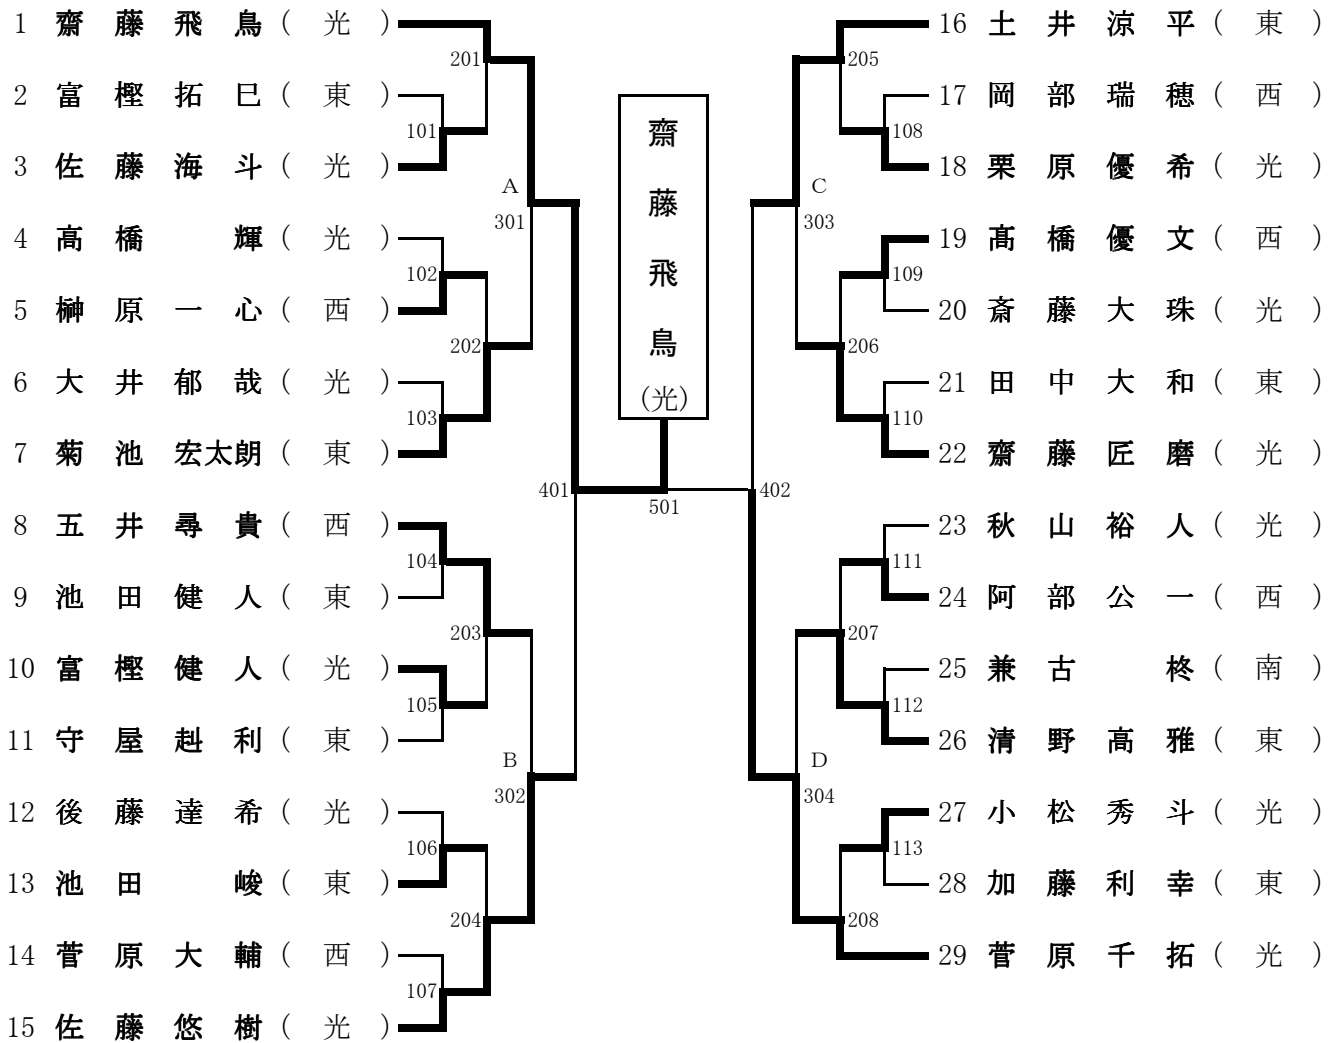 1 齋藤飛鳥(光)
2 富樫拓巳(東)
3 佐藤海斗(光)
4 高橋 輝(光)
5 榊原一心(西)
6 大井郁哉(光)
7 菊池宏太朗(東)
8 五井尋貴(西)
9 池田健人(東)
10 富樫健人(光)
11 守屋赳利(東)
12 後藤達希(光)
13 池田 峻(東)
14 菅原大輔(西)
15 佐藤悠樹(光)
201
101
A
301
102
202
103
401
104
203
105
B
302
106
204
107
齋藤飛鳥(光)
501
205
108
C
303
109
206
110
402
111
207
112
D
304
113
208
16 土井涼平(東)
17 岡部瑞穂(西)
18 栗原優希(光)
19 髙橋優文(西)
20 斎藤大珠(光)
21 田中大和(東)
22 齋藤匠磨(光)
23 秋山裕人(光)
24 阿部公一(西)
25 兼古 柊(南)
26 清野高雅(東)
27 小松秀斗(光)
28 加藤利幸(東)
29 菅原千拓(光)